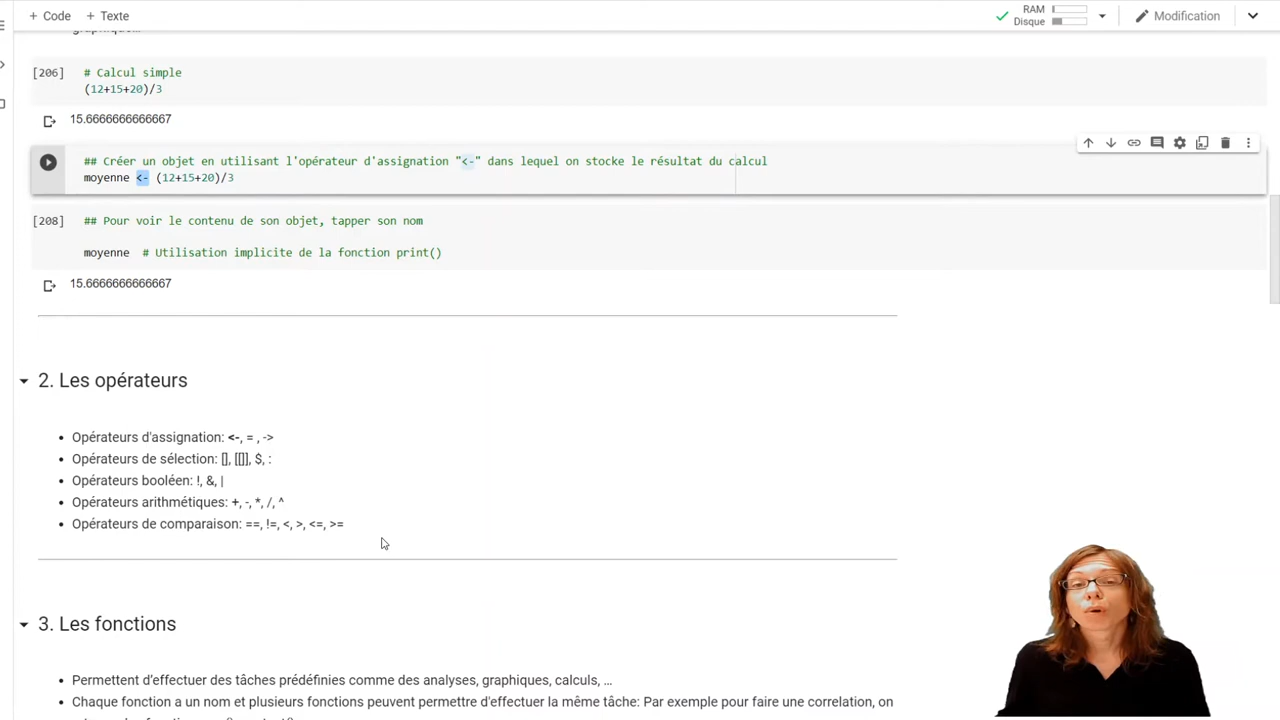 + Code + Texte
RAM
Disque
Modification
graphique...
[206] # Calcul simple
(12+15+20)/3
15.6666666666667
## Créer un objet en utilisant l'opérateur d'assignation "<-" dans lequel on stocke le résultat du calcul
moyenne <- (12+15+20)/3
[208] ## Pour voir le contenu de son objet, tapper son nom
moyenne # Utilisation implicite de la fonction print()
15.6666666666667
2. Les opérateurs
• Opérateurs d'assignation: <-, = , ->
• Opérateurs de sélection: [], [[]], $, :
• Opérateurs booléen: !, &, |
• Opérateurs arithmétiques: +, -, *, /, ^
• Opérateurs de comparaison: ==, !=, <, >, <=, >=
3. Les fonctions
• Permettent d'effectuer des tâches prédéfinies comme des analyses, graphiques, calculs, ...
• Chaque fonction a un nom et plusieurs fonctions peuvent permettre d'effectuer la même tâche: Par exemple pour faire une correlation, on